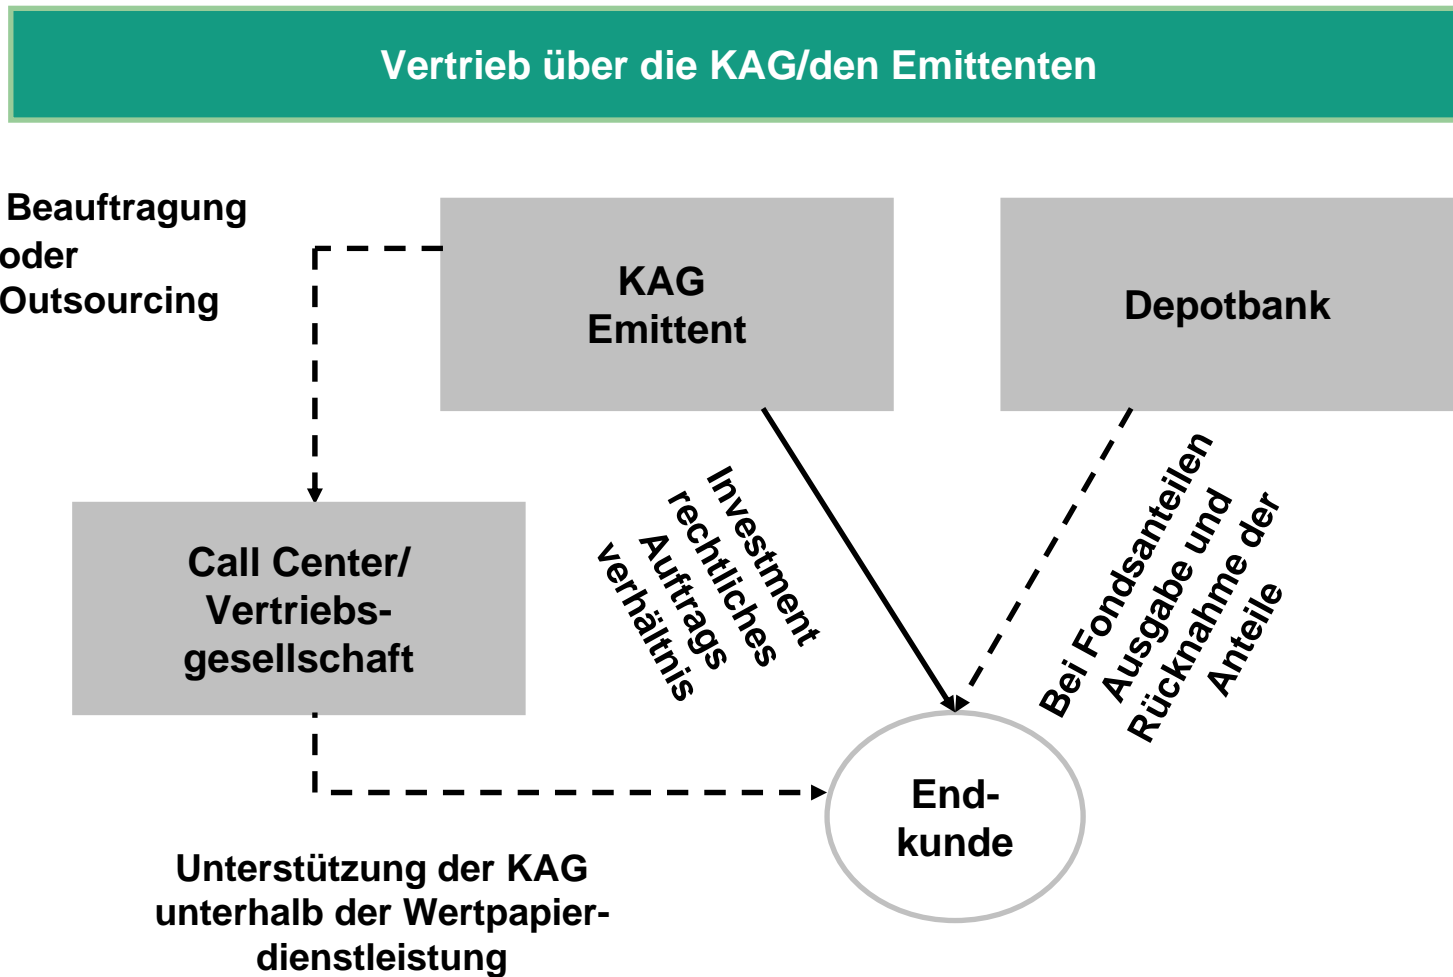 Vertrieb über die KAG/den Emittenten
Beauftragung
oder
Outsourcing
KAG
Emittent
Depotbank
Call Center/
Vertriebs-
gesellschaft
Investment
rechtliches
Auftrags
verhältnis
Bei Fondsanteilen
Ausgabe und
Rücknahme der
Anteile
End-
kunde
Unterstützung der KAG
unterhalb der Wertpapier-
dienstleistung